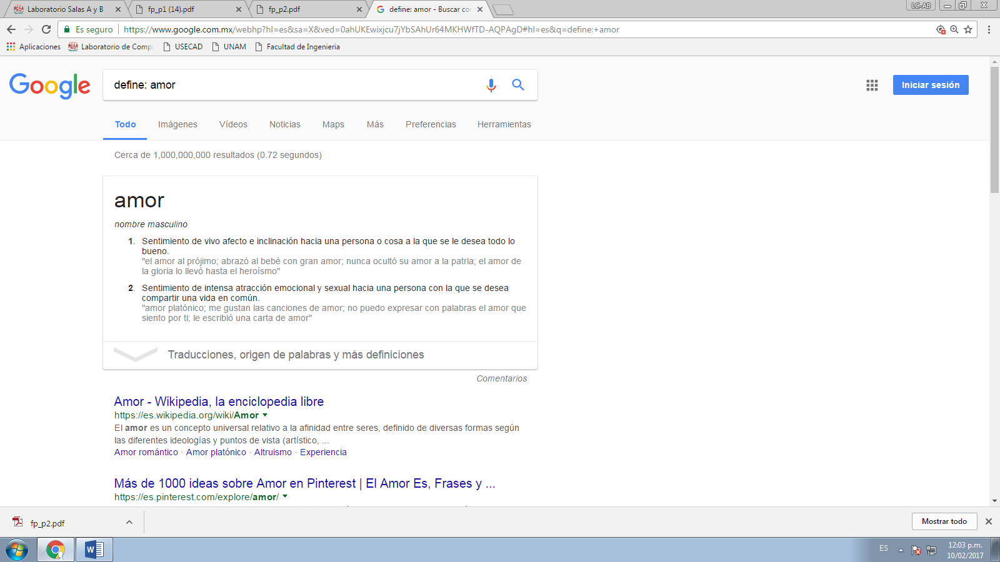 Laboratorio Salas A y B
fp_p1 (14).pdf
fp_p2.pdf
define: amor - Buscar co
LC-AB
Es seguro
https://www.google.com.mx/webhp?hl=es&sa=X&ved=0ahUKEwixjcu7jYbSAhUr64MKHWfTD-AQPAgD#hl=es&q=define:+amor
Aplicaciones
Laboratorio de Comp
USECAD
UNAM
Facultad de Ingenieria
Google
define: amor
Iniciar sesión
Todo
Imágenes
Vídeos
Noticias
Maps
Más
Preferencias
Herramientas
Cerca de 1,000,000,000 resultados (0.72 segundos)
amor
nombre masculino
1. Sentimiento de vivo afecto e inclinación hacia una persona o cosa a la que se le desea todo lo
bueno.
"el amor al prójimo; abrazó al bebé con gran amor; nunca ocultó su amor a la patria; el amor de
la gloria lo llevó hasta el heroísmo"
2. Sentimiento de intensa atracción emocional y sexual hacia una persona con la que se desea
compartir una vida en común.
"amor platónico; me gustan las canciones de amor; no puedo expresar con palabras el amor que
siento por ti; le escribió una carta de amor"
Traducciones, origen de palabras y más definiciones
Comentarios
Amor - Wikipedia, la enciclopedia libre
https://es.wikipedia.org/wiki/Amor
El amor es un concepto universal relativo a la afinidad entre seres, definido de diversas formas según
las diferentes ideologías y puntos de vista (artístico, ...
Amor romántico · Amor platónico · Altruismo · Experiencia
Más de 1000 ideas sobre Amor en Pinterest | El Amor Es, Frases y ...
https://es.pinterest.com/explore/amor/
fp_p2.pdf
Mostrar todo
W
ES
12:03 p.m.
10/02/2017